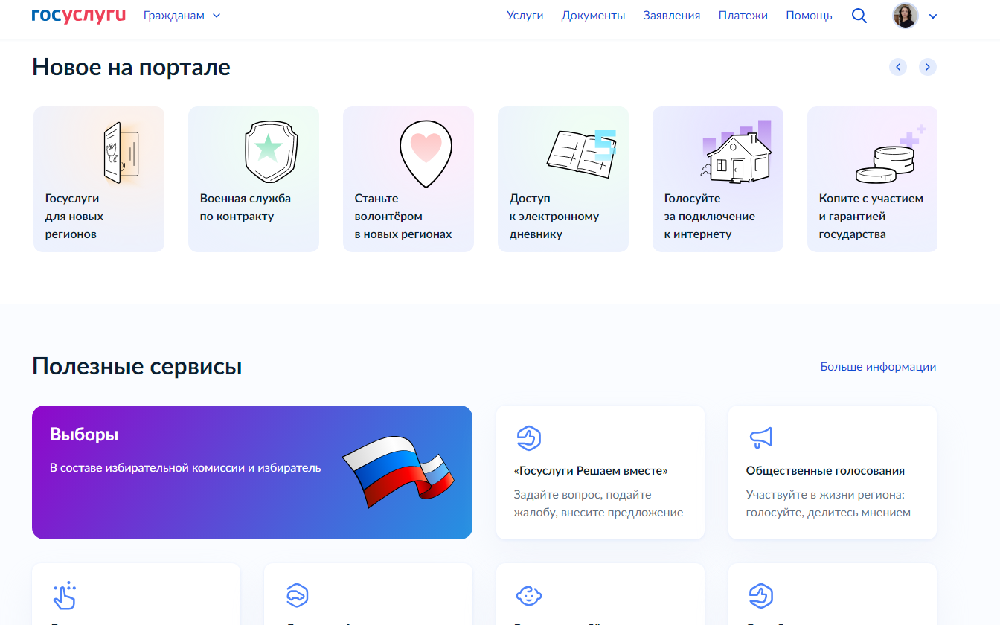 госуслуги Гражданам Услуги Документы Заявления Платежи Помощь
Новое на портале
Госуслуги
для новых
регионов
Военная служба
по контракту
Станьте
волонтёром
в новых регионах
Доступ
к электронному
дневнику
Голосуйте
за подключение
к интернету
Копите с участием
и гарантией
государства
Полезные сервисы
Больше информации
Выборы
В составе избирательной комиссии и избиратель
«Госуслуги Решаем вместе»
Задайте вопрос, подайте
жалобу, внесите предложение
Общественные голосования
Участвуйте в жизни региона:
голосуйте, делитесь мнением